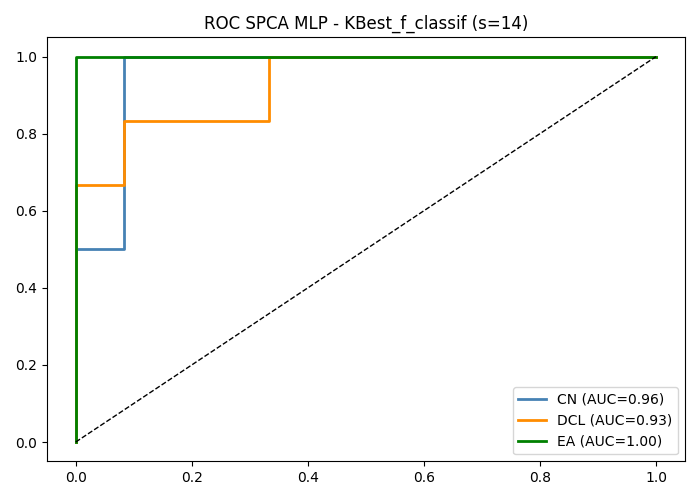 ROC SPCA MLP - KBest_f_classif (s=14)
1.0
0.8
0.6
0.4
0.2
0.0
0.0 0.2 0.4 0.6 0.8 1.0
CN (AUC=0.96)
DCL (AUC=0.93)
EA (AUC=1.00)